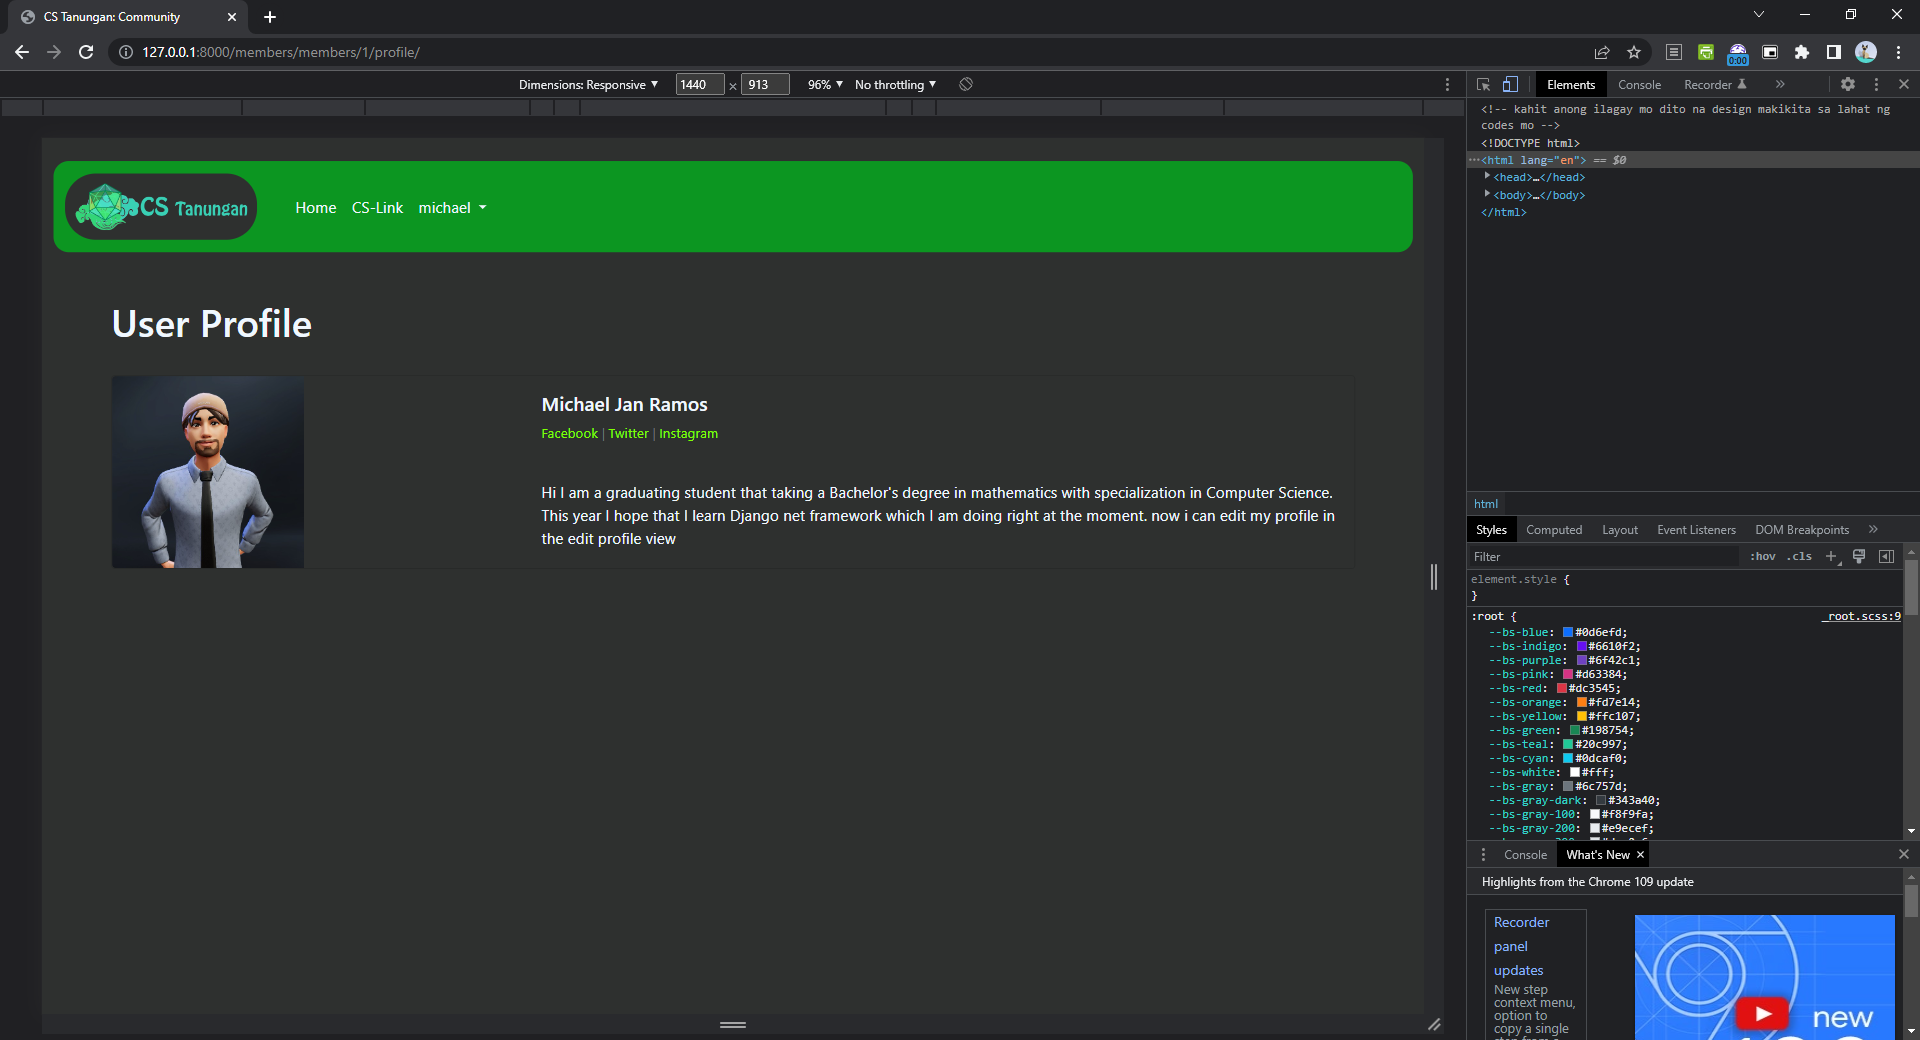 CS Tanungan: Community
127.0.0.1:8000/members/members/1/profile/
0:00
Dimensions: Responsive
1440 × 913
96%
No throttling
CS Tanungan
Home
CS-Link
michael
User Profile
Michael Jan Ramos
Facebook | Twitter | Instagram
Hi I am a graduating student that taking a Bachelor's degree in mathematics with specialization in Computer Science.
This year I hope that I learn Django net framework which I am doing right at the moment. now i can edit my profile in
the edit profile view
Elements
Console
Recorder
<!-- kahit anong ilagay mo dito na design makikita sa lahat ng
codes mo -->
<!DOCTYPE html>
<html lang="en"> == $0
<head>…</head>
<body>…</body>
</html>
html
Styles
Computed
Layout
Event Listeners
DOM Breakpoints
Filter
:hov
.cls
element.style {
}
:root {
_root.scss:9
--bs-blue: #0d6efd;
--bs-indigo: #6610f2;
--bs-purple: #6f42c1;
--bs-pink: #d63384;
--bs-red: #dc3545;
--bs-orange: #fd7e14;
--bs-yellow: #ffc107;
--bs-green: #198754;
--bs-teal: #20c997;
--bs-cyan: #0dcaf0;
--bs-white: #fff;
--bs-gray: #6c757d;
--bs-gray-dark: #343a40;
--bs-gray-100: #f8f9fa;
--bs-gray-200: #e9ecef;
Console
What's New
Highlights from the Chrome 109 update
Recorder
panel
updates
New step
context menu,
option to
copy a single
new